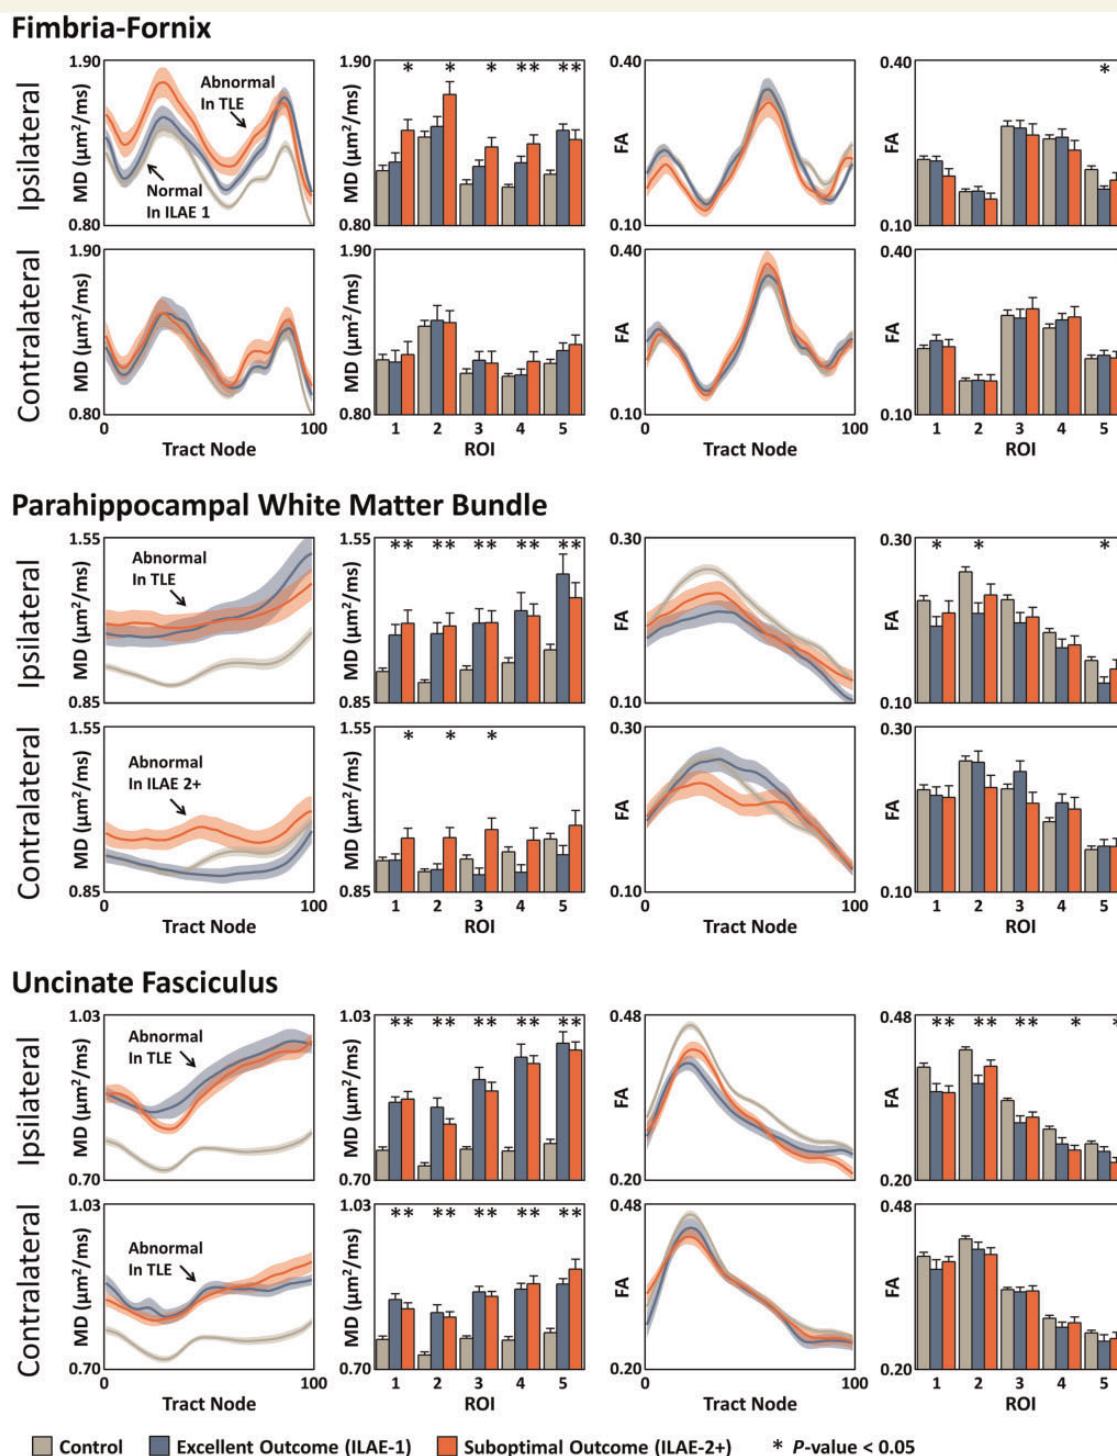 Fimbria-Fornix
Ipsilateral
MD (μm²/ms)
1.90
0.80
Abnormal
In TLE
Normal
In ILAE 1
MD (μm²/ms)
1.90
0.80
* * * ** **
FA
0.40
0.10
FA
0.40
0.10
*
Contralateral
MD (μm²/ms)
1.90
0.80
0 100
Tract Node
MD (μm²/ms)
1.90
0.80
1 2 3 4 5
ROI
FA
0.40
0.10
0 100
Tract Node
FA
0.40
0.10
1 2 3 4 5
ROI
Parahippocampal White Matter Bundle
Ipsilateral
MD (μm²/ms)
1.55
0.85
Abnormal
In TLE
MD (μm²/ms)
1.55
0.85
** ** ** ** **
FA
0.30
0.10
FA
0.30
0.10
* * *
Contralateral
MD (μm²/ms)
1.55
0.85
Abnormal
In ILAE 2+
0 100
Tract Node
MD (μm²/ms)
1.55
0.85
* * *
1 2 3 4 5
ROI
FA
0.30
0.10
0 100
Tract Node
FA
0.30
0.10
1 2 3 4 5
ROI
Uncinate Fasciculus
Ipsilateral
MD (μm²/ms)
1.03
0.70
Abnormal
In TLE
MD (μm²/ms)
1.03
0.70
** ** ** ** **
FA
0.48
0.20
FA
0.48
0.20
** ** ** * *
Contralateral
MD (μm²/ms)
1.03
0.70
Abnormal
In TLE
0 100
Tract Node
MD (μm²/ms)
1.03
0.70
** ** ** ** **
1 2 3 4 5
ROI
FA
0.48
0.20
0 100
Tract Node
FA
0.48
0.20
1 2 3 4 5
ROI
Control Excellent Outcome (ILAE-1) Suboptimal Outcome (ILAE-2+) * P-value < 0.05